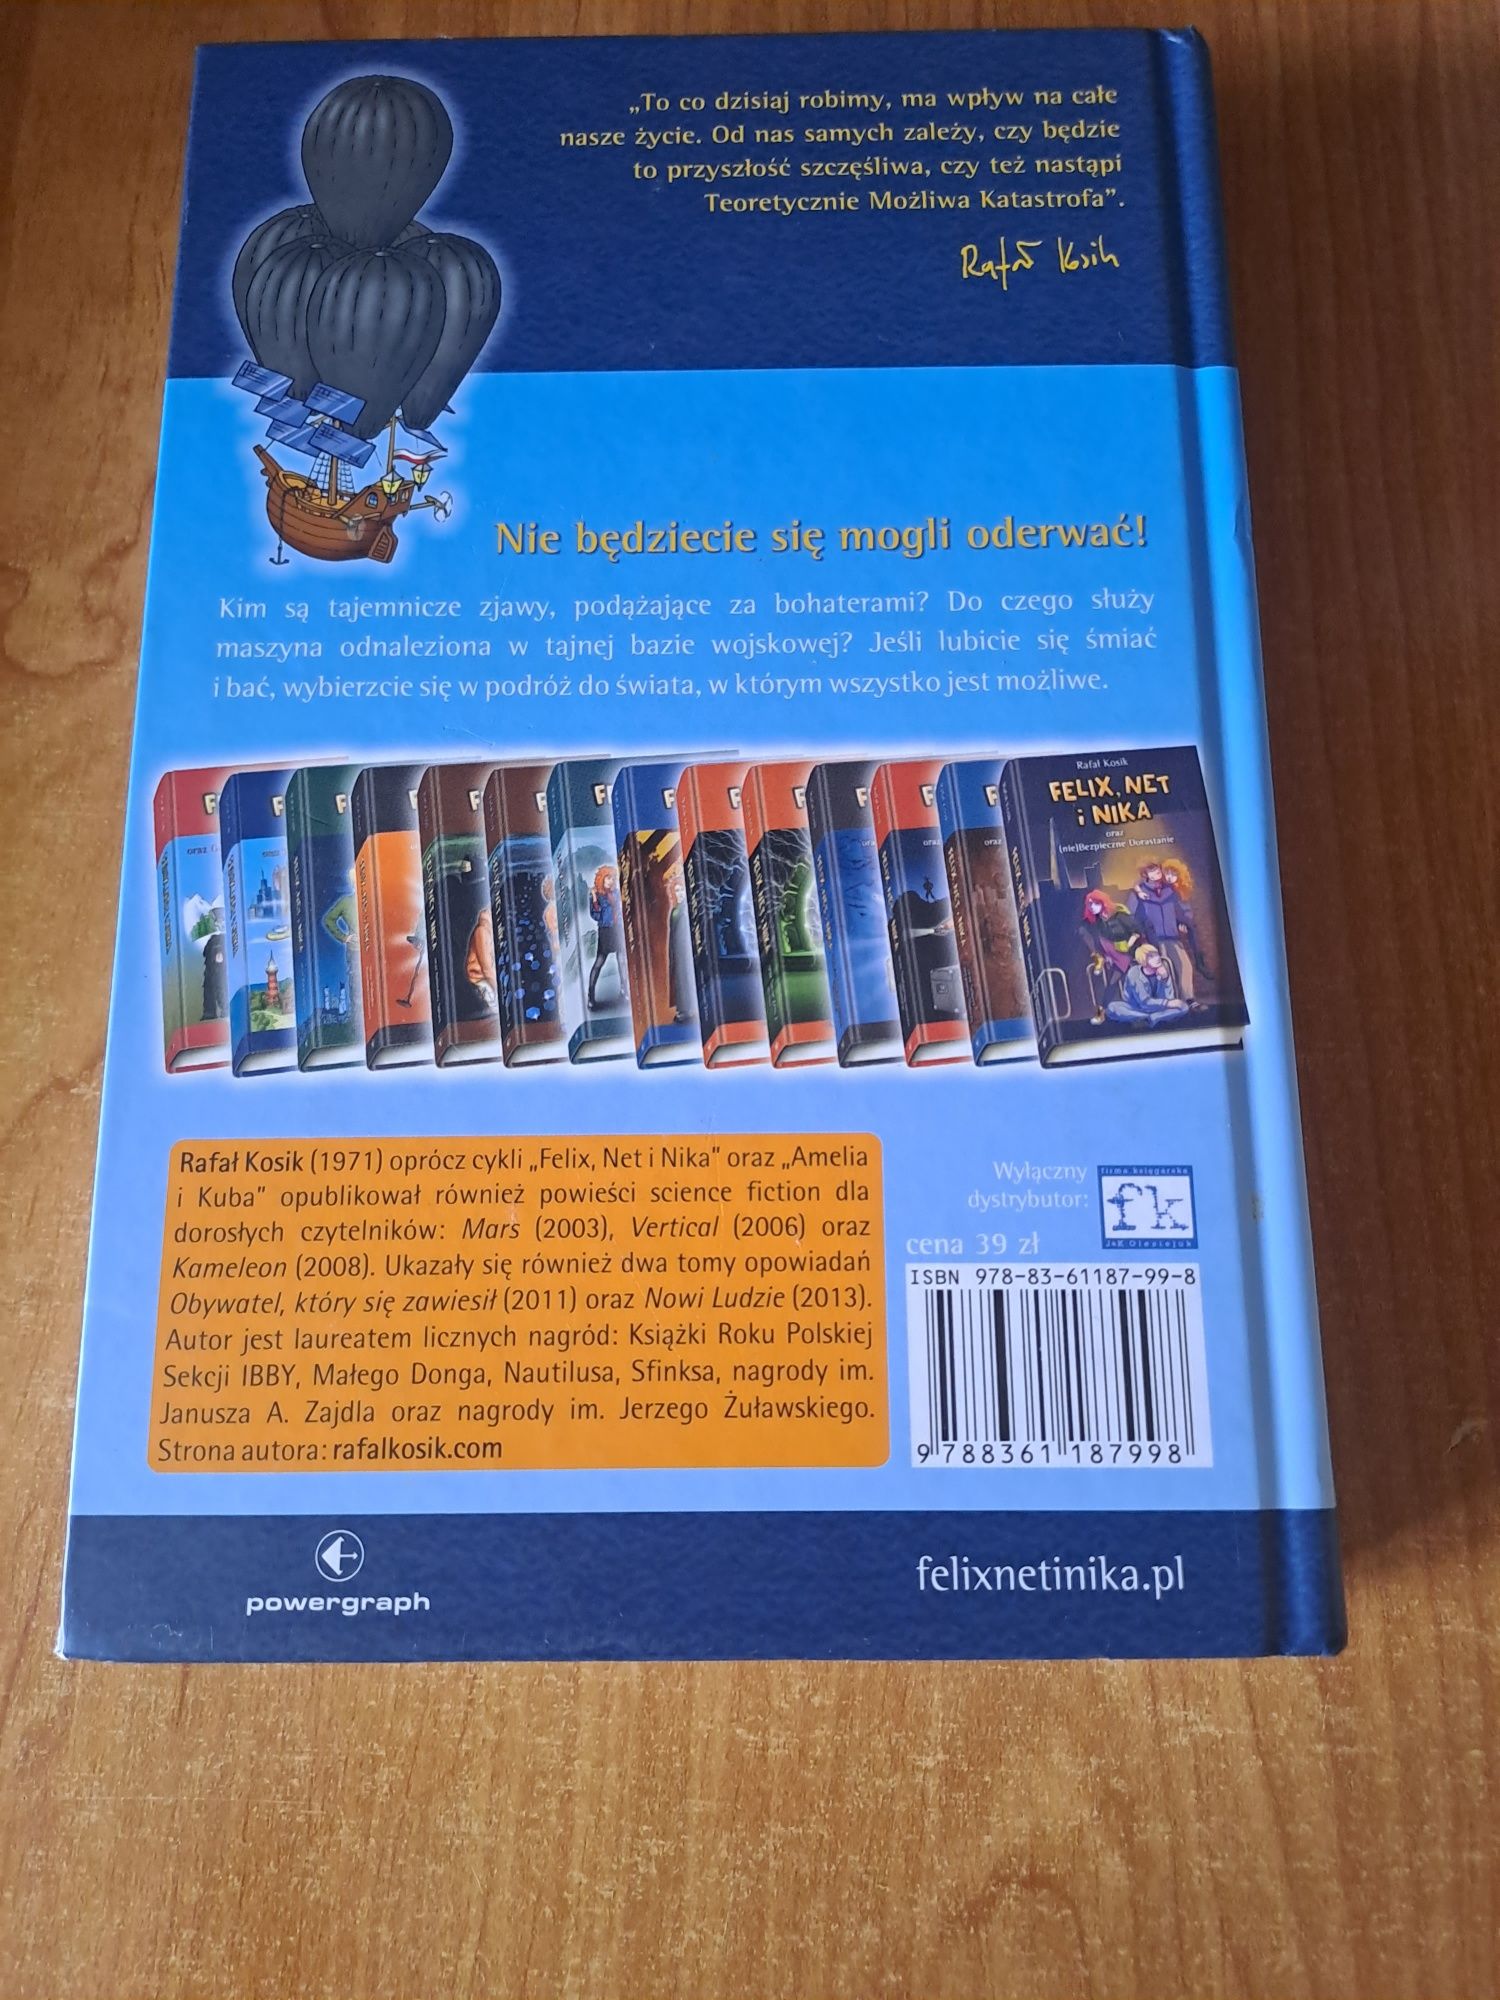 „To co dzisiaj robimy, ma wpływ na całe
nasze życie. Od nas samych zależy, czy będzie
to przyszłość szczęśliwa, czy też nastąpi
Teoretycznie Możliwa Katastrofa”.
Rafał Kosik
Nie będziecie się mogli oderwać!
Kim są tajemnicze zjawy, podążające za bohaterami? Do czego służy
maszyna odnaleziona w tajnej bazie wojskowej? Jeśli lubicie się śmiać
i bać, wybierzcie się w podróż do świata, w którym wszystko jest możliwe.
Rafał Kosik
FELIX, NET
i NIKA
oraz
(nie)Bezpieczne Dorastanie
Rafał Kosik (1971) oprócz cykli „Felix, Net i Nika” oraz „Amelia
i Kuba” opublikował również powieści science fiction dla
dorosłych czytelników: Mars (2003), Vertical (2006) oraz
Kameleon (2008). Ukazały się również dwa tomy opowiadań
Obywatel, który się zawiesił (2011) oraz Nowi Ludzie (2013).
Autor jest laureatem licznych nagród: Książki Roku Polskiej
Sekcji IBBY, Małego Donga, Nautilusa, Sfinksa, nagrody im.
Janusza A. Zajdla oraz nagrody im. Jerzego Żuławskiego.
Strona autora: rafalkosik.com
Wyłączny
dystrybutor:
firma księgarska
fk
J&K Olesiejuk
cena 39 zł
ISBN 978-83-61187-99-8
9 788361 187998
powergraph
felixnetinika.pl